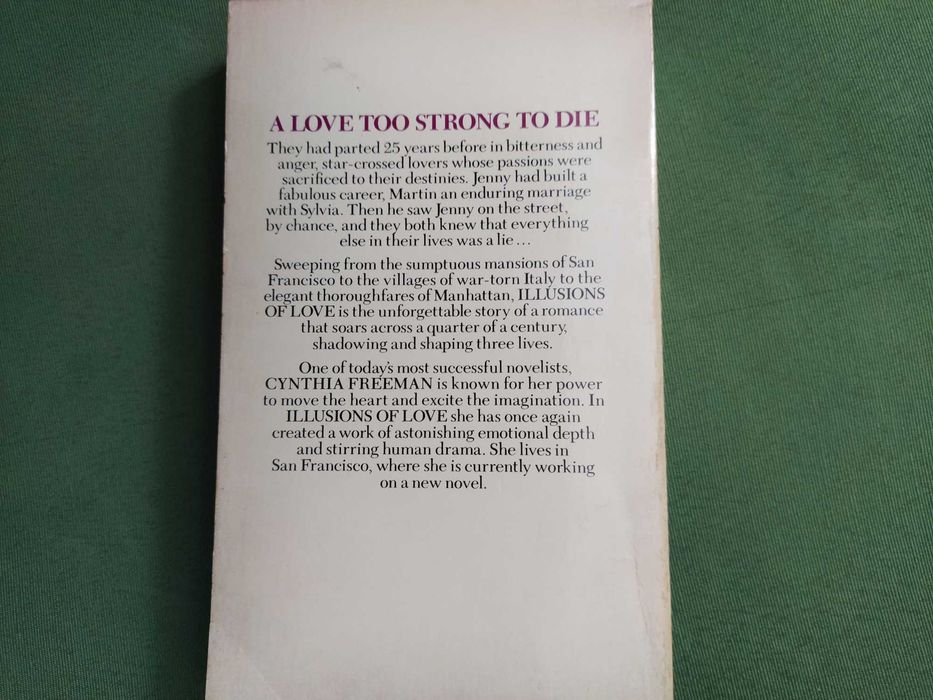 A LOVE TOO STRONG TO DIE
They had parted 25 years before in bitterness and
anger, star-crossed lovers whose passions were
sacrificed to their destinies. Jenny had built a
fabulous career, Martin an enduring marriage
with Sylvia. Then he saw Jenny on the street,
by chance, and they both knew that everything
else in their lives was a lie...
Sweeping from the sumptuous mansions of San
Francisco to the villages of war-torn Italy to the
elegant thoroughfares of Manhattan, ILLUSIONS
OF LOVE is the unforgettable story of a romance
that soars across a quarter of a century,
shadowing and shaping three lives.
One of today's most successful novelists,
CYNTHIA FREEMAN is known for her power
to move the heart and excite the imagination. In
ILLUSIONS OF LOVE she has once again
created a work of astonishing emotional depth
and stirring human drama. She lives in
San Francisco, where she is currently working
on a new novel.